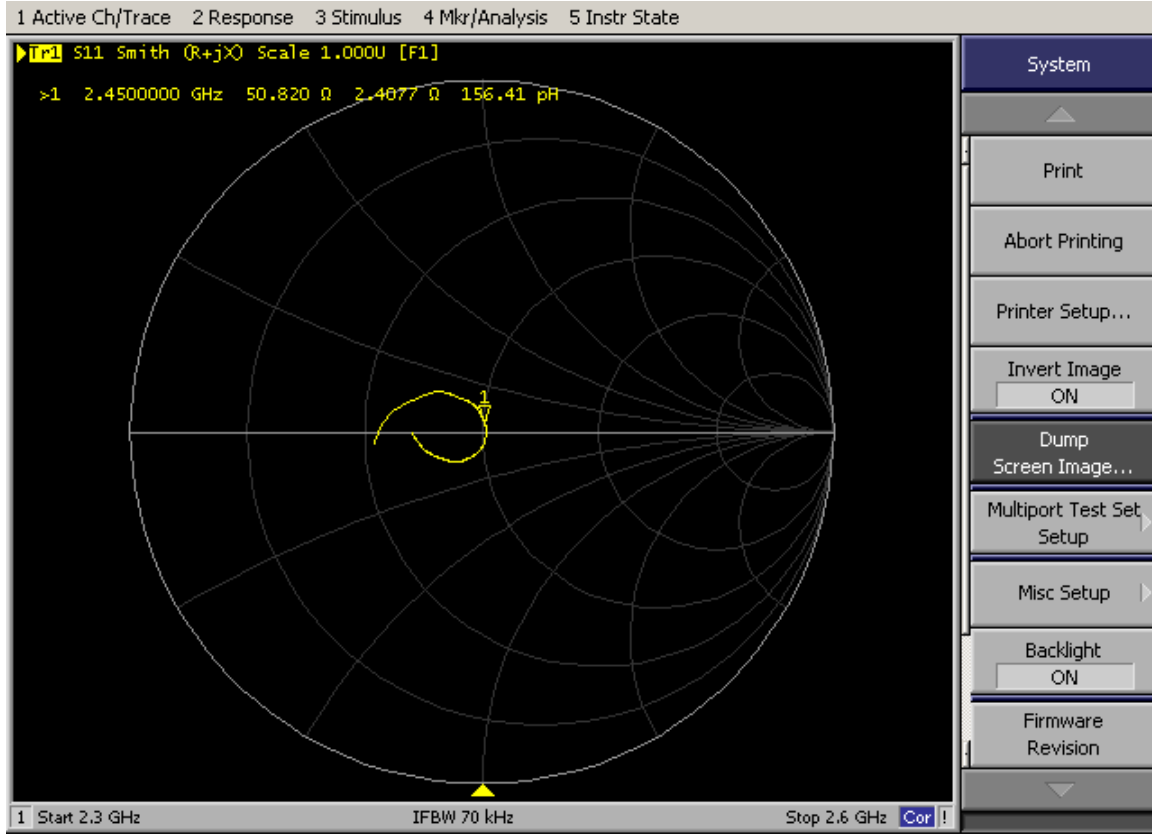 1 Active Ch/Trace 2 Response 3 Stimulus 4 Mkr/Analysis 5 Instr State
Tr1 S11 Smith (R+jX) Scale 1.000U [F1]
>1 2.4500000 GHz 50.820 Ω 2.4077 Ω 156.41 pH
1
System
Print
Abort Printing
Printer Setup...
Invert Image
ON
Dump
Screen Image...
Multiport Test Set
Setup
Misc Setup
Backlight
ON
Firmware
Revision
1 Start 2.3 GHz IFBW 70 kHz Stop 2.6 GHz Cor !